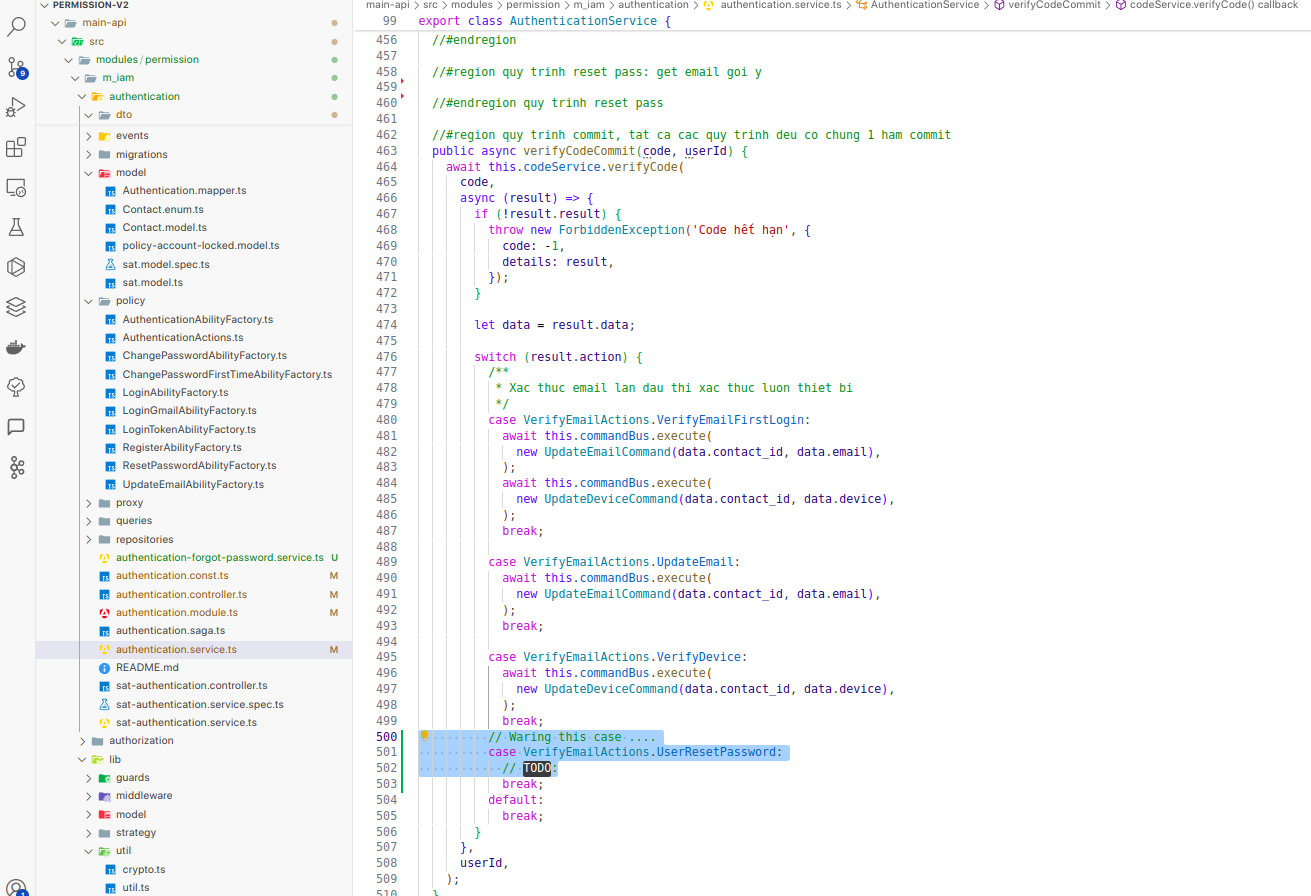 PERMISSION-V2
main-api
src
modules / permission
m_iam
authentication
dto
events
migrations
model
Authentication.mapper.ts
Contact.enum.ts
Contact.model.ts
policy-account-locked.model.ts
sat.model.spec.ts
sat.model.ts
policy
AuthenticationAbilityFactory.ts
AuthenticationActions.ts
ChangePasswordAbilityFactory.ts
ChangePasswordFirstTimeAbilityFactory.ts
LoginAbilityFactory.ts
LoginGmailAbilityFactory.ts
LoginTokenAbilityFactory.ts
RegisterAbilityFactory.ts
ResetPasswordAbilityFactory.ts
UpdateEmailAbilityFactory.ts
proxy
queries
repositories
authentication-forgot-password.service.ts U
authentication.const.ts M
authentication.controller.ts M
authentication.module.ts M
authentication.saga.ts
authentication.service.ts M
README.md
sat-authentication.controller.ts
sat-authentication.service.spec.ts
sat-authentication.service.ts
authorization
lib
guards
middleware
model
strategy
util
crypto.ts
util.ts
9
1
main-api > src > modules > permission > m_iam > authentication > authentication.service.ts > AuthenticationService > verifyCodeCommit > codeService.verifyCode() callback
99 export class AuthenticationService {
456 //#endregion
457
458 //#region quy trinh reset pass: get email goi y
459
460 //#endregion quy trinh reset pass
461
462 //#region quy trinh commit, tat ca cac quy trinh deu co chung 1 ham commit
463 public async verifyCodeCommit(code, userId) {
464 await this.codeService.verifyCode(
465 code,
466 async (result) => {
467 if (!result.result) {
468 throw new ForbiddenException('Code hết hạn', {
469 code: -1,
470 details: result,
471 });
472 }
473
474 let data = result.data;
475
476 switch (result.action) {
477 /**
478 * Xac thuc email lan dau thi xac thuc luon thiet bi
479 */
480 case VerifyEmailActions.VerifyEmailFirstLogin:
481 await this.commandBus.execute(
482 new UpdateEmailCommand(data.contact_id, data.email),
483 );
484 await this.commandBus.execute(
485 new UpdateDeviceCommand(data.contact_id, data.device),
486 );
487 break;
488
489 case VerifyEmailActions.UpdateEmail:
490 await this.commandBus.execute(
491 new UpdateEmailCommand(data.contact_id, data.email),
492 );
493 break;
494
495 case VerifyEmailActions.VerifyDevice:
496 await this.commandBus.execute(
497 new UpdateDeviceCommand(data.contact_id, data.device),
498 );
499 break;
500 // Waring this case ....
501 case VerifyEmailActions.UserResetPassword:
502 // TODO:
503 break;
504 default:
505 break;
506 }
507 },
508 userId,
509 );
510 }